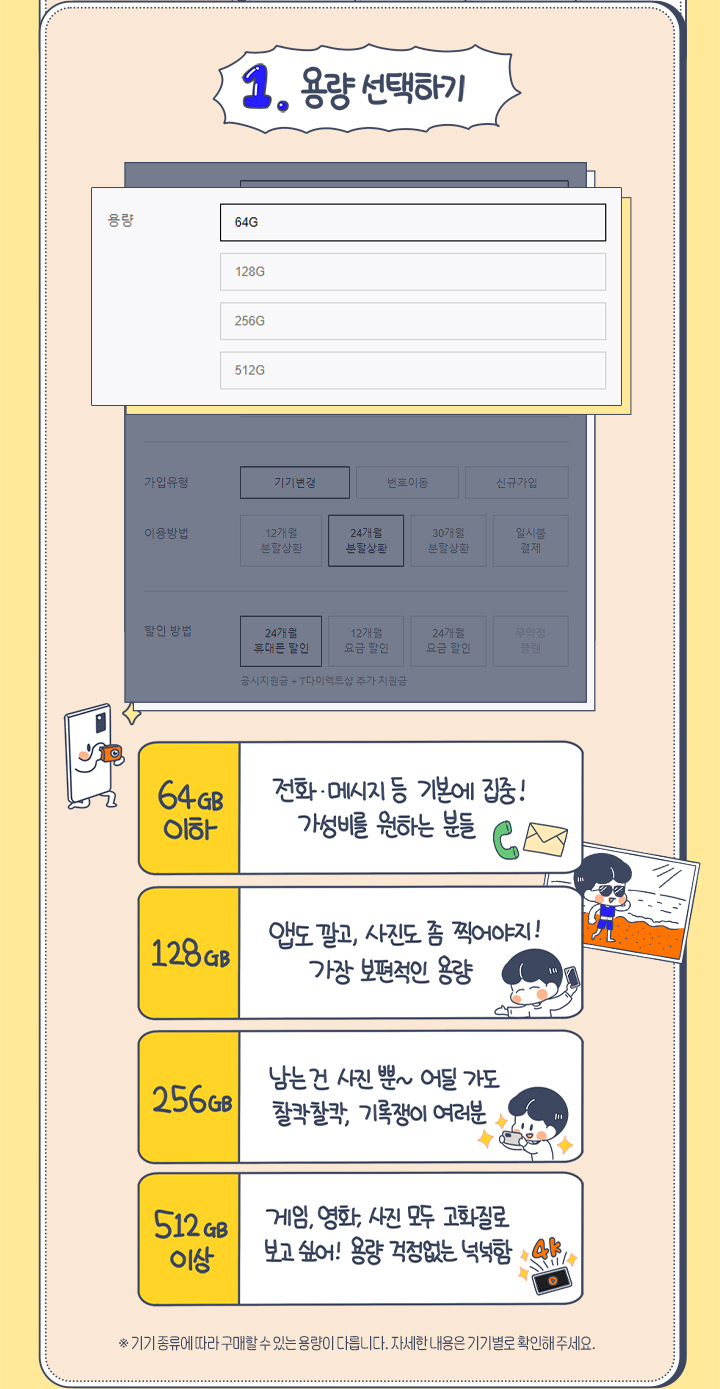 1. 용량 선택하기
용량
64G
128G
256G
512G
가입유형
기기변경
번호이동
신규가입
이용방법
12개월
분할상환
24개월
분할상환
30개월
분할상환
일시불
결제
할인 방법
24개월
휴대폰 할인
12개월
요금 할인
24개월
요금 할인
무약정
플랜
공시지원금 + T다이렉트샵 추가 지원금
64GB
이하
전화·메시지 등 기본에 집중!
가성비를 원하는 분들
128GB
앱도 깔고, 사진도 좀 찍어야지!
가장 보편적인 용량
256GB
남는 건 사진 뿐~ 어딜 가도
찰칵찰칵, 기록쟁이 여러분
512GB
이상
게임, 영화, 사진 모두 고화질로
보고 싶어! 용량 걱정없는 넉넉함
4k
※ 기기 종류에 따라 구매할 수 있는 용량이 다릅니다. 자세한 내용은 기기별로 확인해 주세요.